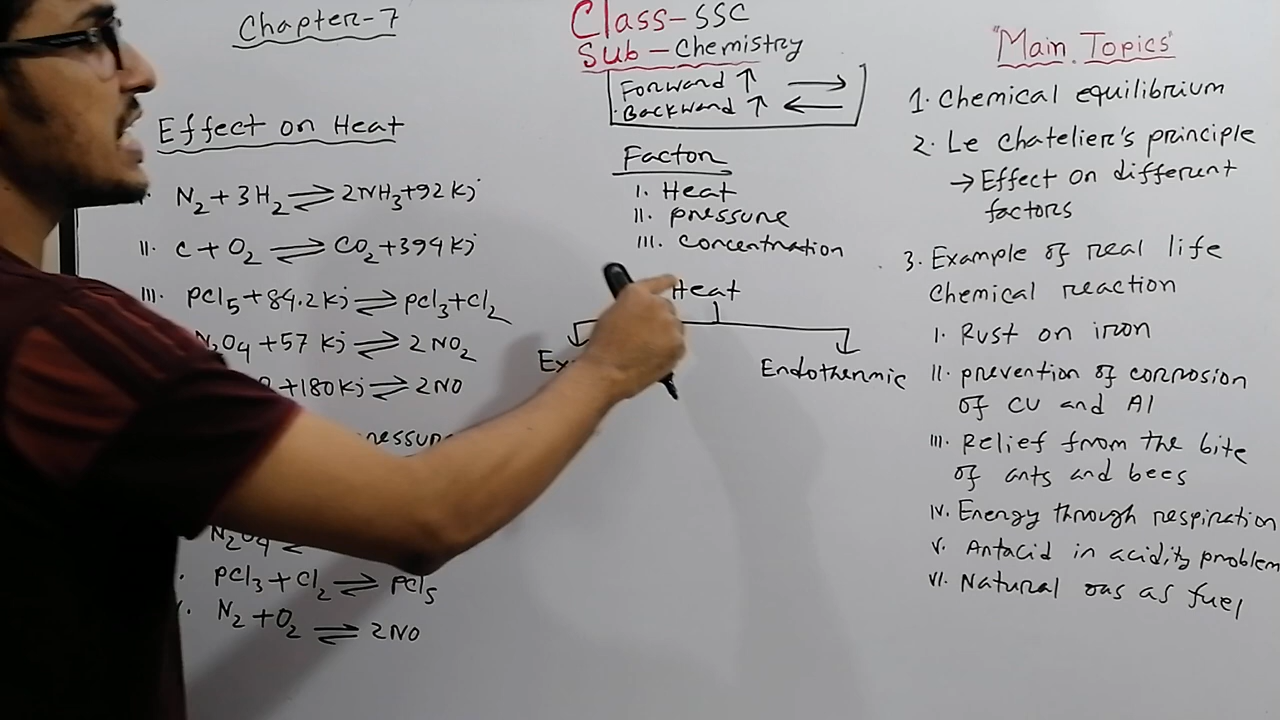 Chapter-7
Effect on Heat
N₂ + 3H₂ ⇌ 2NH₃ + 92 Kj
II. C + O₂ ⇌ CO₂ + 394 Kj
III. pcl₅ + 84.2 Kj ⇌ pcl₃ + cl₂
+ 57 Kj ⇌ 2 NO₂
+ 180 Kj ⇌ 2NO
N₂O₄
pcl₃ + Cl₂ ⇌ pcl₅
N₂ + O₂ ⇌ 2NO
Class-SSC
Sub-Chemistry
Forward ↑ →
Backward ↑ ←
Factor
I. Heat
II. pressure
III. concentration
Heat
Endothermic
"Main Topics"
1. Chemical equilibrium
2. Le chatelier's principle
→ Effect on different
factors
3. Example of real life
Chemical reaction
I. Rust on iron
II. prevention of corrosion
of CU and Al
III. Relief from the bite
of ants and bees
IV. Energy through respiration
V. Antacid in acidity problem
VI. Natural gas as fuel